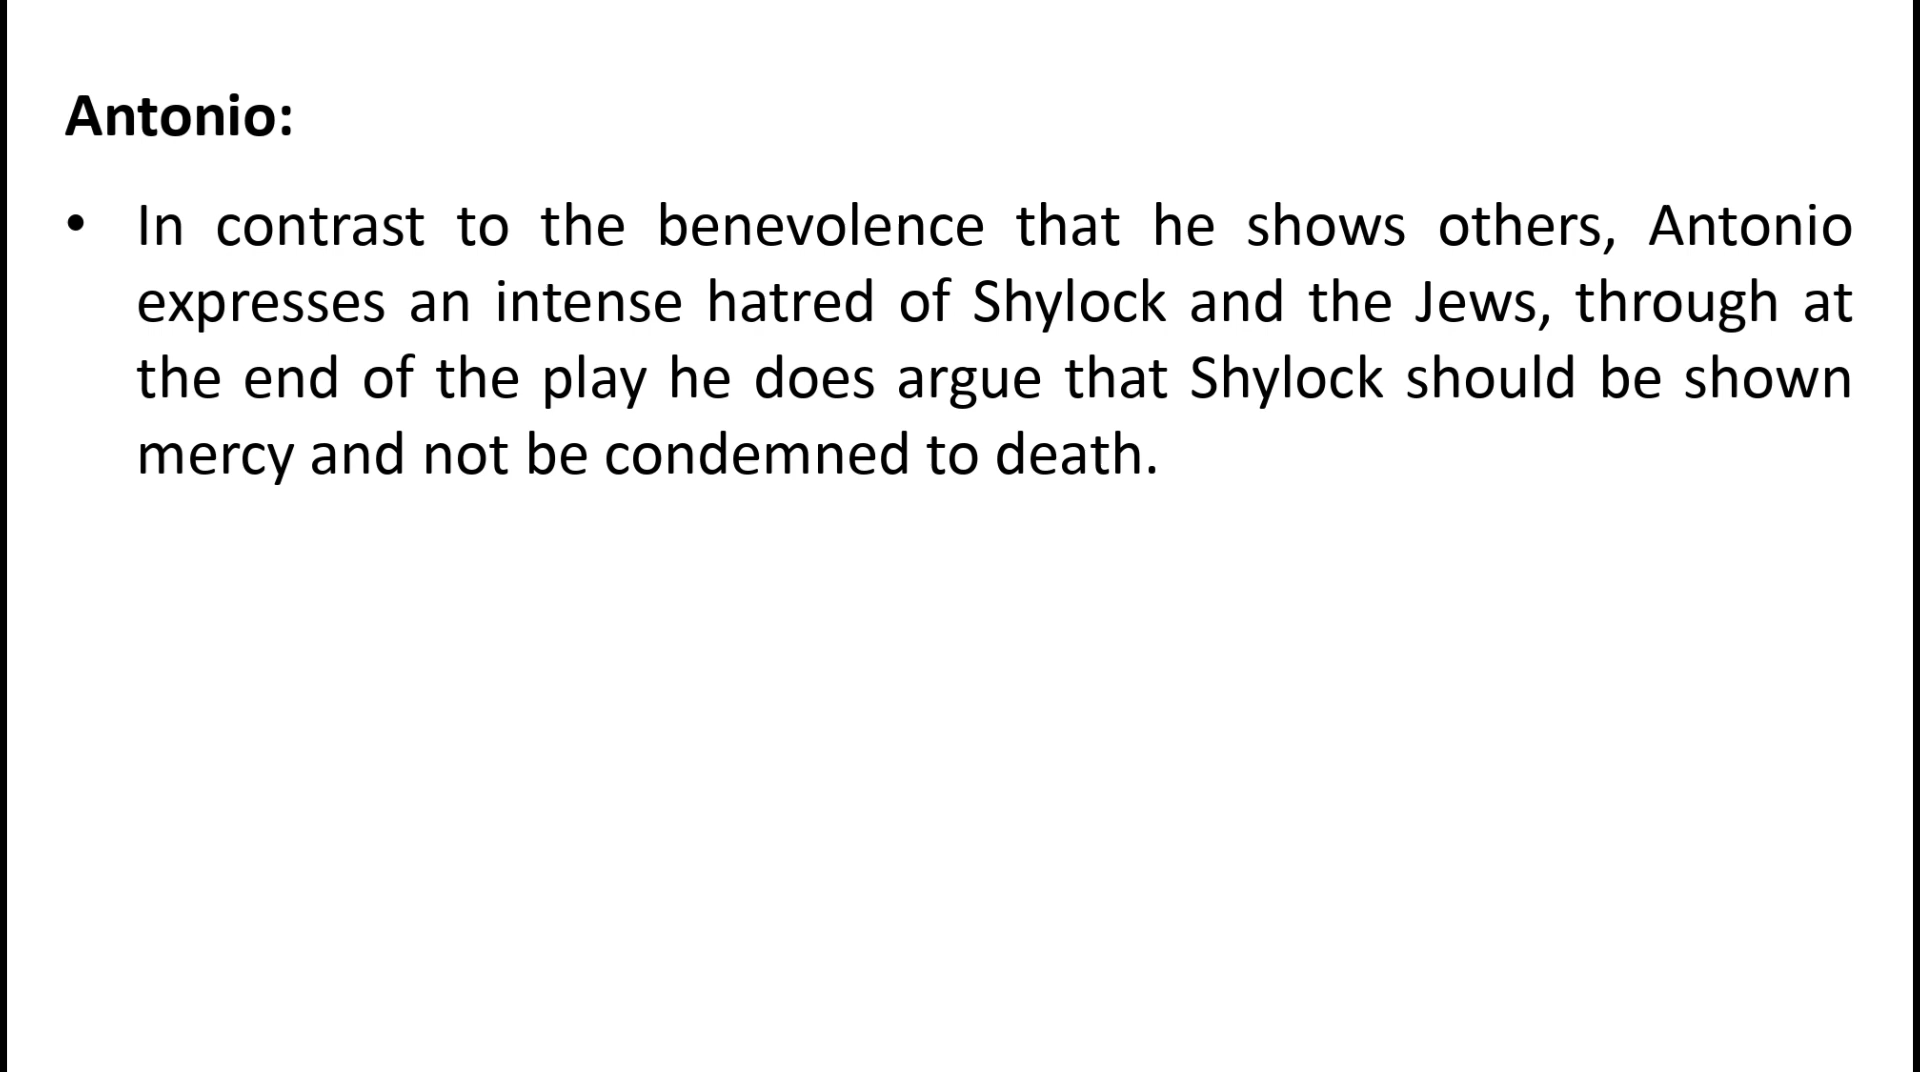 Antonio:
• In contrast to the benevolence that he shows others, Antonio
expresses an intense hatred of Shylock and the Jews, through at
the end of the play he does argue that Shylock should be shown
mercy and not be condemned to death.